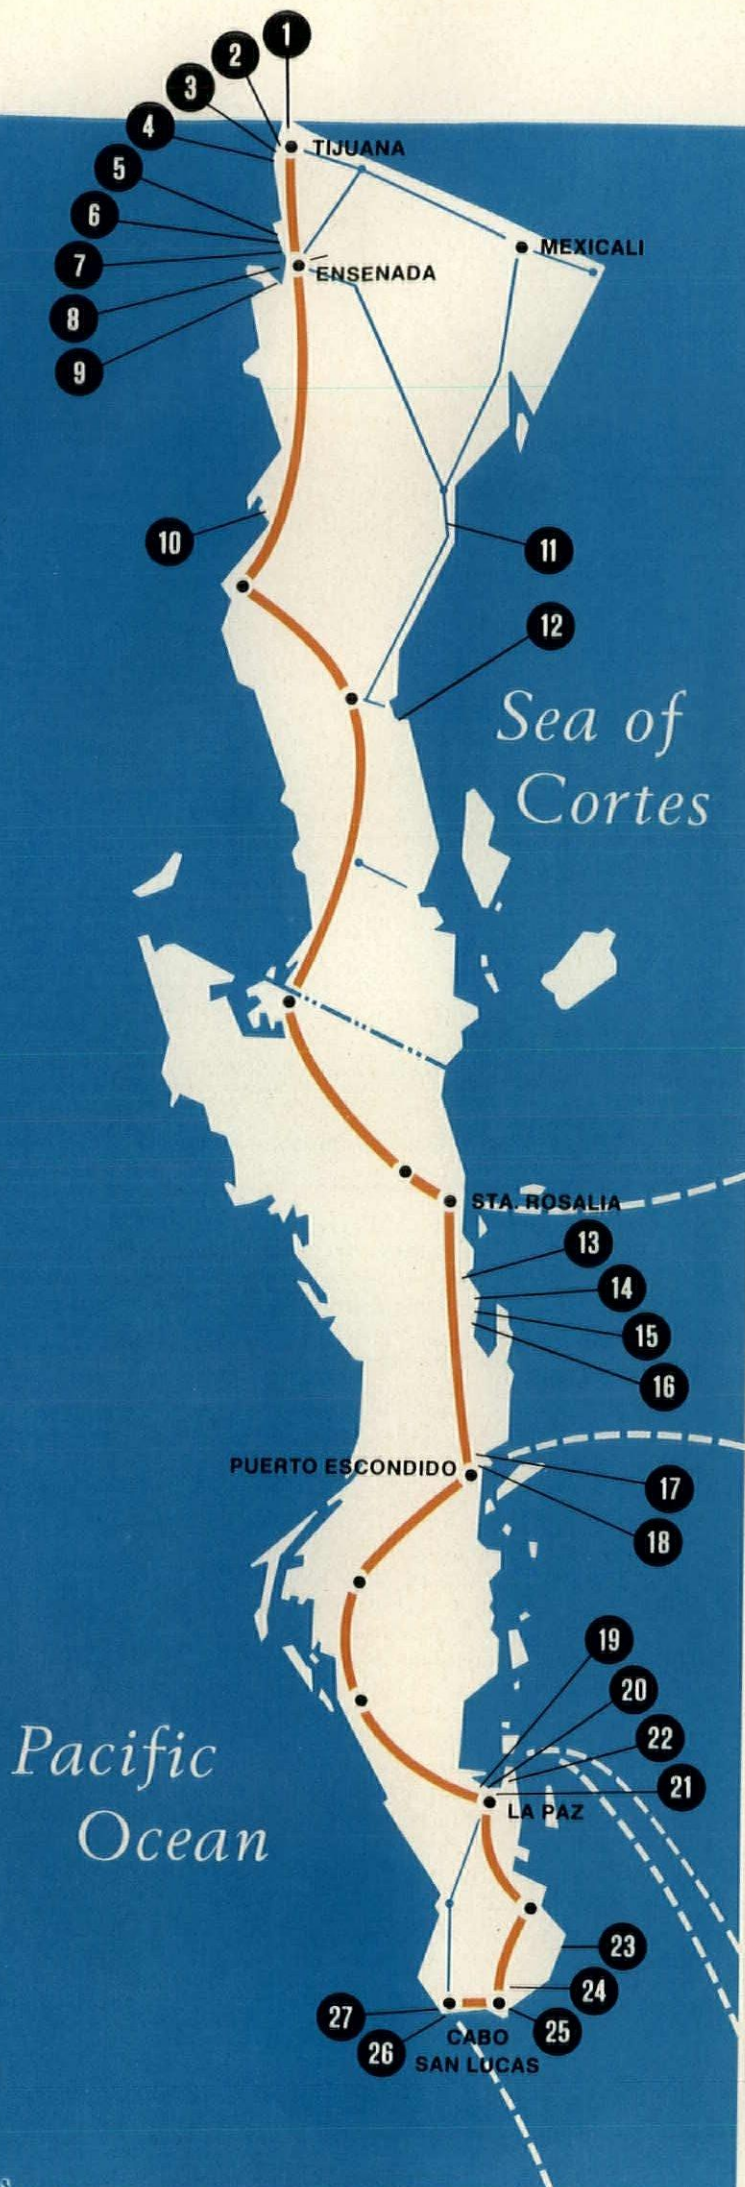 1
2
3
4
TIJUANA
5
6
MEXICALI
7
ENSENADA
8
9
10
11
12
Sea of
Cortes
STA. ROSALIA
13
14
15
16
PUERTO ESCONDIDO
17
18
19
20
22
21
Pacific
Ocean
LA PAZ
23
24
27
25
26
CABO
SAN LUCAS